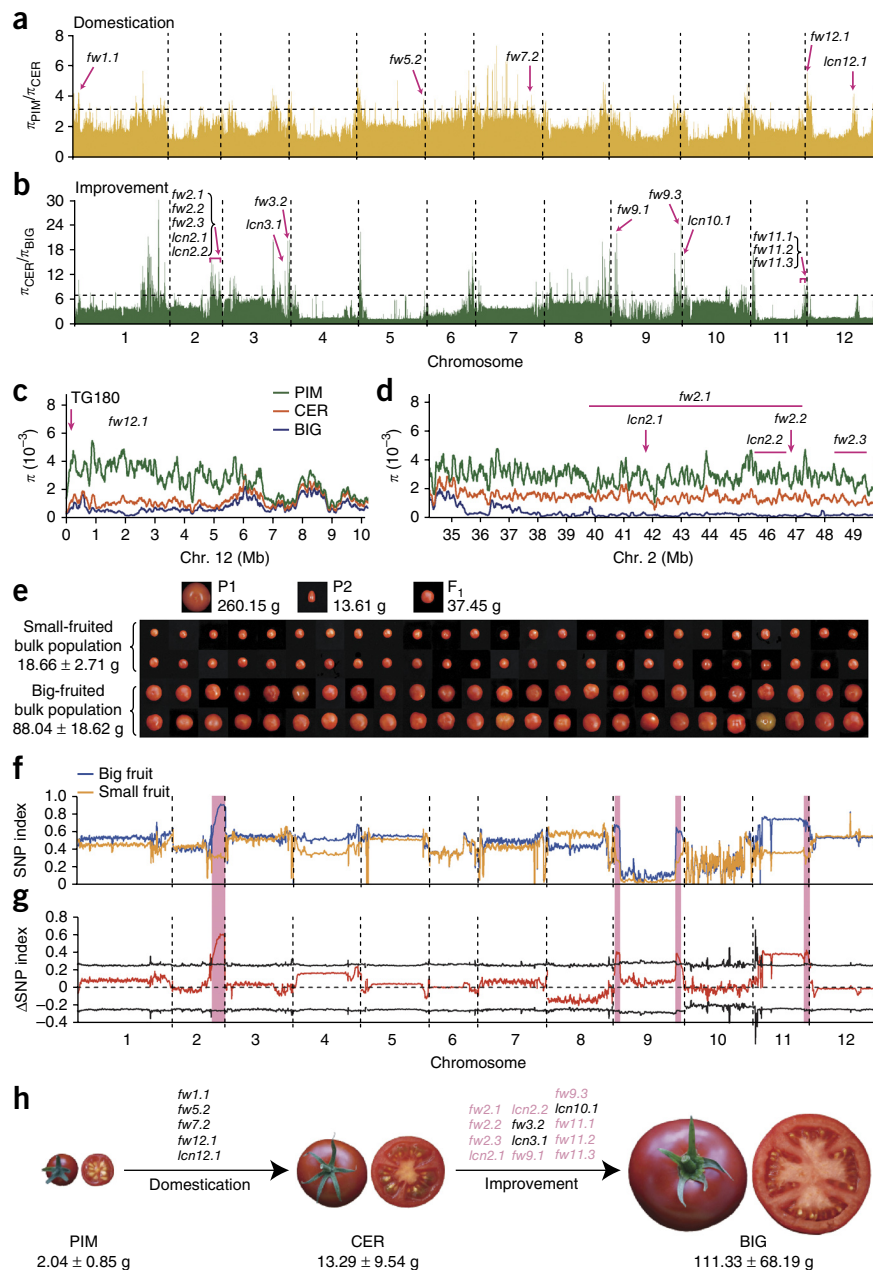 a
Domestication
8
6
4
2
0
πPIM/πCER
fw1.1
fw5.2
fw7.2
fw12.1
lcn12.1
b
Improvement
30
24
18
12
6
0
πCER/πBIG
fw2.1
fw2.2
fw2.3
lcn2.1
lcn2.2
fw3.2
lcn3.1
fw9.1
fw9.3
lcn10.1
fw11.1
fw11.2
fw11.3
1 2 3 4 5 6 7 8 9 10 11 12
Chromosome
c
TG180
fw12.1
PIM
CER
BIG
8
6
4
2
0
π (10⁻³)
0 1 2 3 4 5 6 7 8 9 10
Chr. 12 (Mb)
d
fw2.1
lcn2.1
fw2.2
lcn2.2
fw2.3
8
6
4
2
0
π (10⁻³)
35 36 37 38 39 40 41 42 43 44 45 46 47 48 49
Chr. 2 (Mb)
e
P1
260.15 g
P2
13.61 g
F₁
37.45 g
Small-fruited
bulk population
18.66 ± 2.71 g
Big-fruited
bulk population
88.04 ± 18.62 g
f
Big fruit
Small fruit
1.0
0.8
0.6
0.4
0.2
0
SNP index
g
0.8
0.6
0.4
0.2
0
−0.2
−0.4
ΔSNP index
1 2 3 4 5 6 7 8 9 10 11 12
Chromosome
h
fw1.1
fw5.2
fw7.2
fw12.1
lcn12.1
Domestication
fw9.3
fw2.1 lcn2.2 lcn10.1
fw2.2 fw3.2 fw11.1
fw2.3 lcn3.1 fw11.2
lcn2.1 fw9.1 fw11.3
Improvement
PIM
2.04 ± 0.85 g
CER
13.29 ± 9.54 g
BIG
111.33 ± 68.19 g